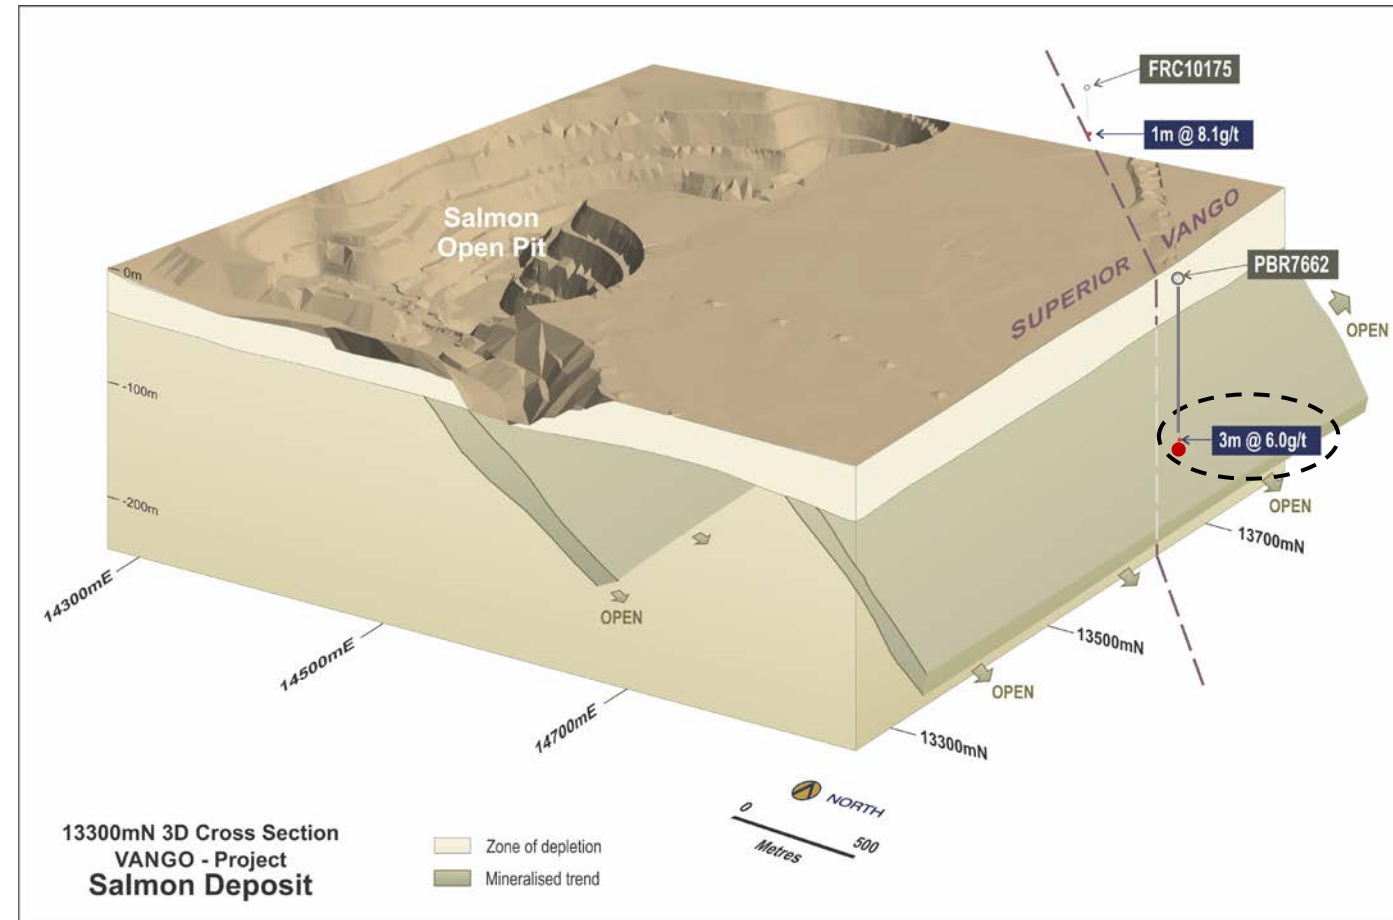 FRC10175
1m @ 8.1g/t
Salmon
Open Pit
SUPERIOR
VANGO
PBR7662
OPEN
0m
-100m
-200m
3m @ 6.0g/t
OPEN
13700mN
OPEN
13500mN
OPEN
13300mN
14300mE
14500mE
14700mE
NORTH
0
500
Metres
13300mN 3D Cross Section
VANGO - Project
Salmon Deposit
Zone of depletion
Mineralised trend